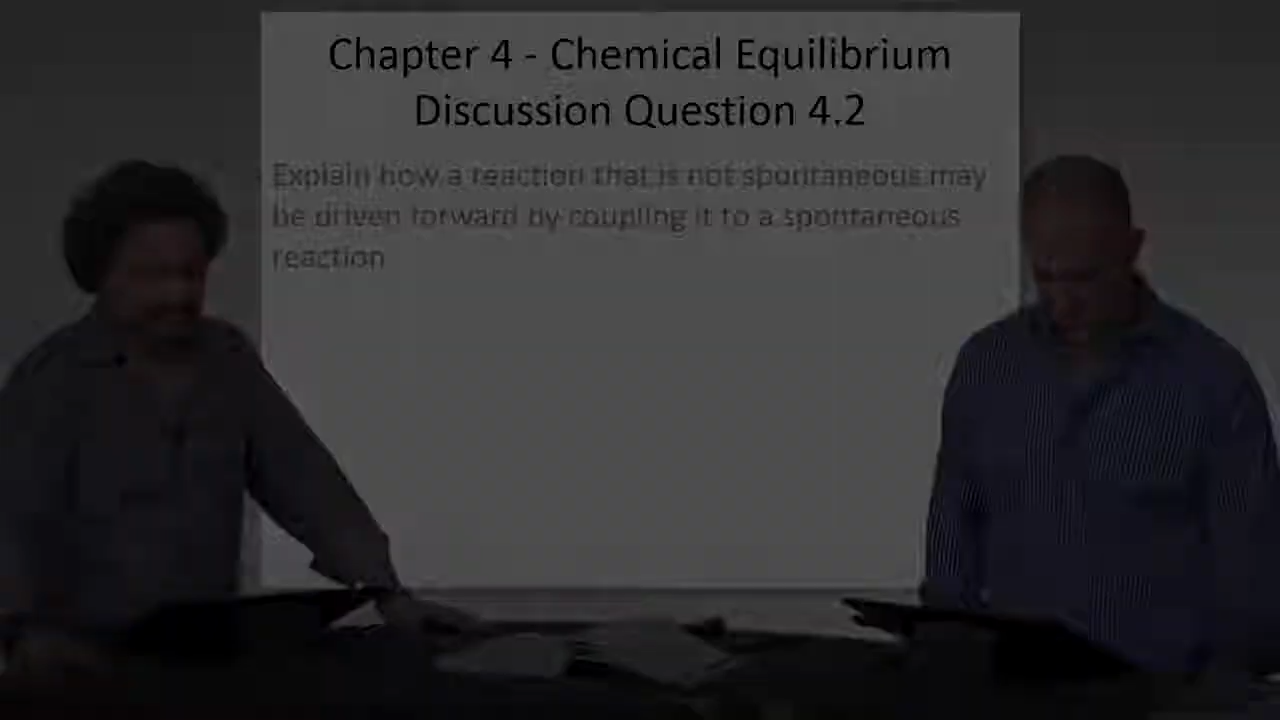 Chapter 4 - Chemical Equilibrium
Discussion Question 4.2
Explain how a reaction that is not spontaneous may
be driven forward by coupling it to a spontaneous
reaction